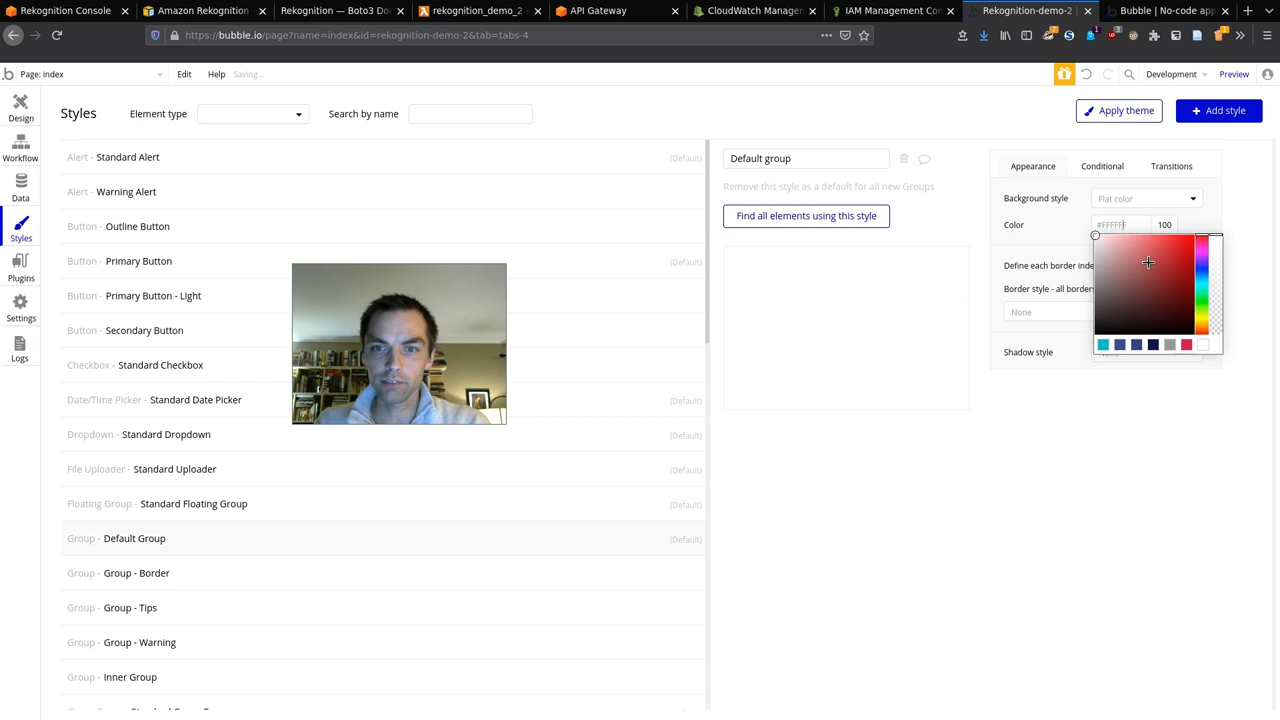 Rekognition Console
Amazon Rekognition
Rekognition — Boto3 Doc
rekognition_demo_2 -
API Gateway
CloudWatch Managem
IAM Management Con
Rekognition-demo-2
Bubble | No-code app
https://bubble.io/page?name=index&id=rekognition-demo-2&tab=tabs-4
Page: index
Edit
Help
Saving...
Development
Preview
Design
Workflow
Data
Styles
Plugins
Settings
Logs
Styles
Element type
Search by name
Apply theme
Add style
Alert - Standard Alert (Default)
Alert - Warning Alert
Button - Outline Button
Button - Primary Button (Default)
Button - Primary Button - Light
Button - Secondary Button
Checkbox - Standard Checkbox (Default)
Date/Time Picker - Standard Date Picker (Default)
Dropdown - Standard Dropdown (Default)
File Uploader - Standard Uploader (Default)
Floating Group - Standard Floating Group (Default)
Group - Default Group (Default)
Group - Group - Border
Group - Group - Tips
Group - Group - Warning
Group - Inner Group
Default group
Remove this style as a default for all new Groups
Find all elements using this style
Appearance
Conditional
Transitions
Background style
Flat color
Color
#FFFFFF
100
Define each border inde
Border style - all borders
None
Shadow style